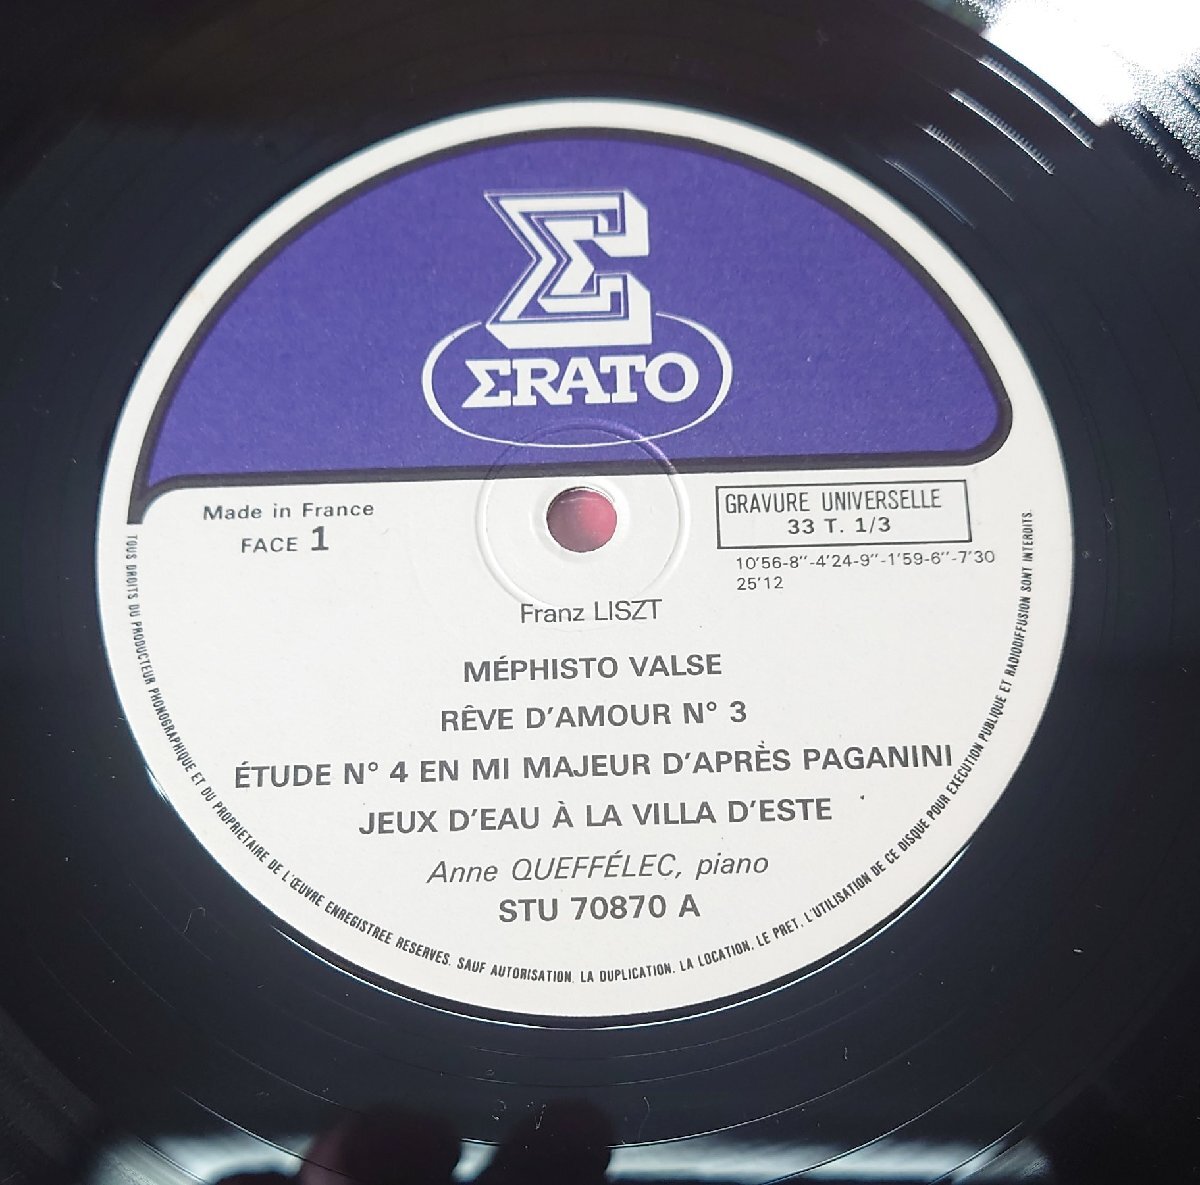 Σ
ΣRATO
Made in France
FACE 1
GRAVURE UNIVERSELLE
33 T. 1/3
10'56-8"-4'24-9"-1'59-6"-7'30
25'12
Franz LISZT
MÉPHISTO VALSE
RÊVE D'AMOUR N° 3
ÉTUDE N° 4 EN MI MAJEUR D'APRÈS PAGANINI
JEUX D'EAU À LA VILLA D'ESTE
Anne QUEFFÉLEC, piano
STU 70870 A
TOUS DROITS DU PRODUCTEUR PHONOGRAPHIQUE ET DU PROPRIETAIRE DE L'ŒUVRE ENREGISTREE RESERVES. SAUF AUTORISATION. LA DUPLICATION. LA LOCATION. LE PRET. L'UTILISATION DE CE DISQUE POUR EXECUTION PUBLIQUE ET RADIODIFFUSION SONT INTERDITS.